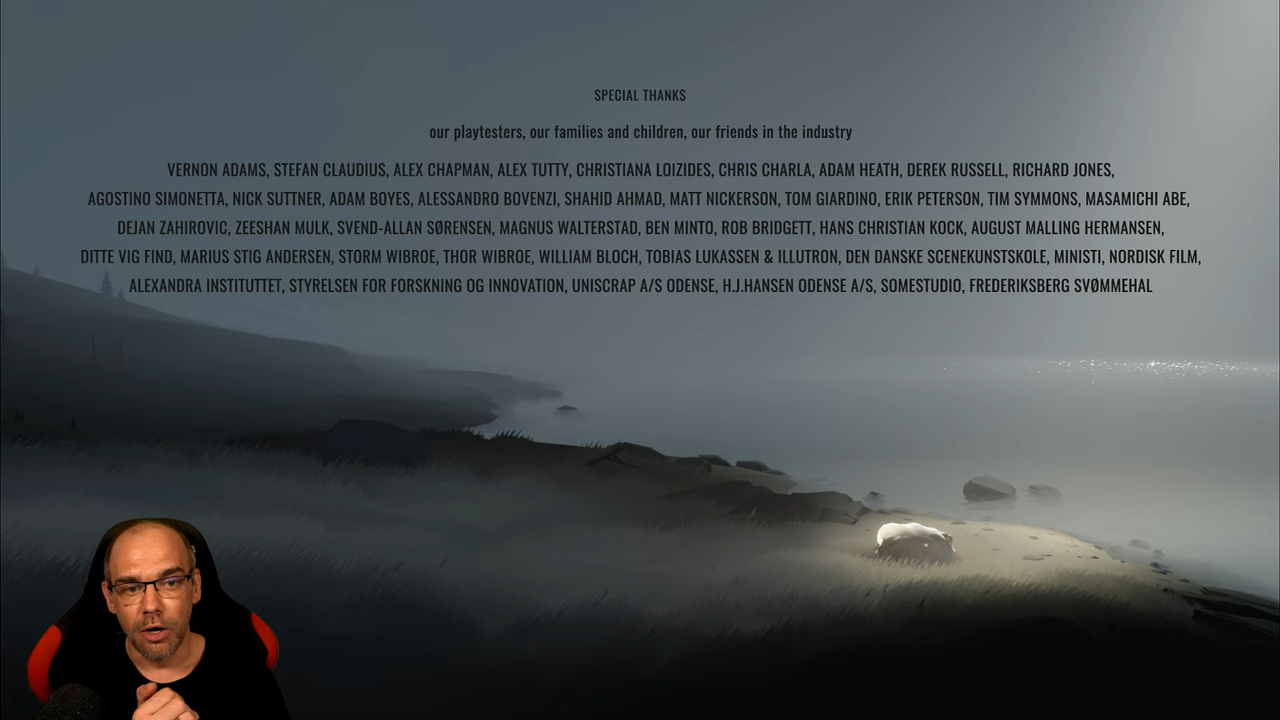 SPECIAL THANKS
our playtesters, our families and children, our friends in the industry
VERNON ADAMS, STEFAN CLAUDIUS, ALEX CHAPMAN, ALEX TUTTY, CHRISTIANA LOIZIDES, CHRIS CHARLA, ADAM HEATH, DEREK RUSSELL, RICHARD JONES,
AGOSTINO SIMONETTA, NICK SUTTNER, ADAM BOYES, ALESSANDRO BOVENZI, SHAHID AHMAD, MATT NICKERSON, TOM GIARDINO, ERIK PETERSON, TIM SYMMONS, MASAMICHI ABE,
DEJAN ZAHIROVIC, ZEESHAN MULK, SVEND-ALLAN SØRENSEN, MAGNUS WALTERSTAD, BEN MINTO, ROB BRIDGETT, HANS CHRISTIAN KOCK, AUGUST MALLING HERMANSEN,
DITTE VIG FIND, MARIUS STIG ANDERSEN, STORM WIBROE, THOR WIBROE, WILLIAM BLOCH, TOBIAS LUKASSEN & ILLUTRON, DEN DANSKE SCENEKUNSTSKOLE, MINISTI, NORDISK FILM,
ALEXANDRA INSTITUTTET, STYRELSEN FOR FORSKNING OG INNOVATION, UNISCRAP A/S ODENSE, H.J.HANSEN ODENSE A/S, SOMESTUDIO, FREDERIKSBERG SVØMMEHAL